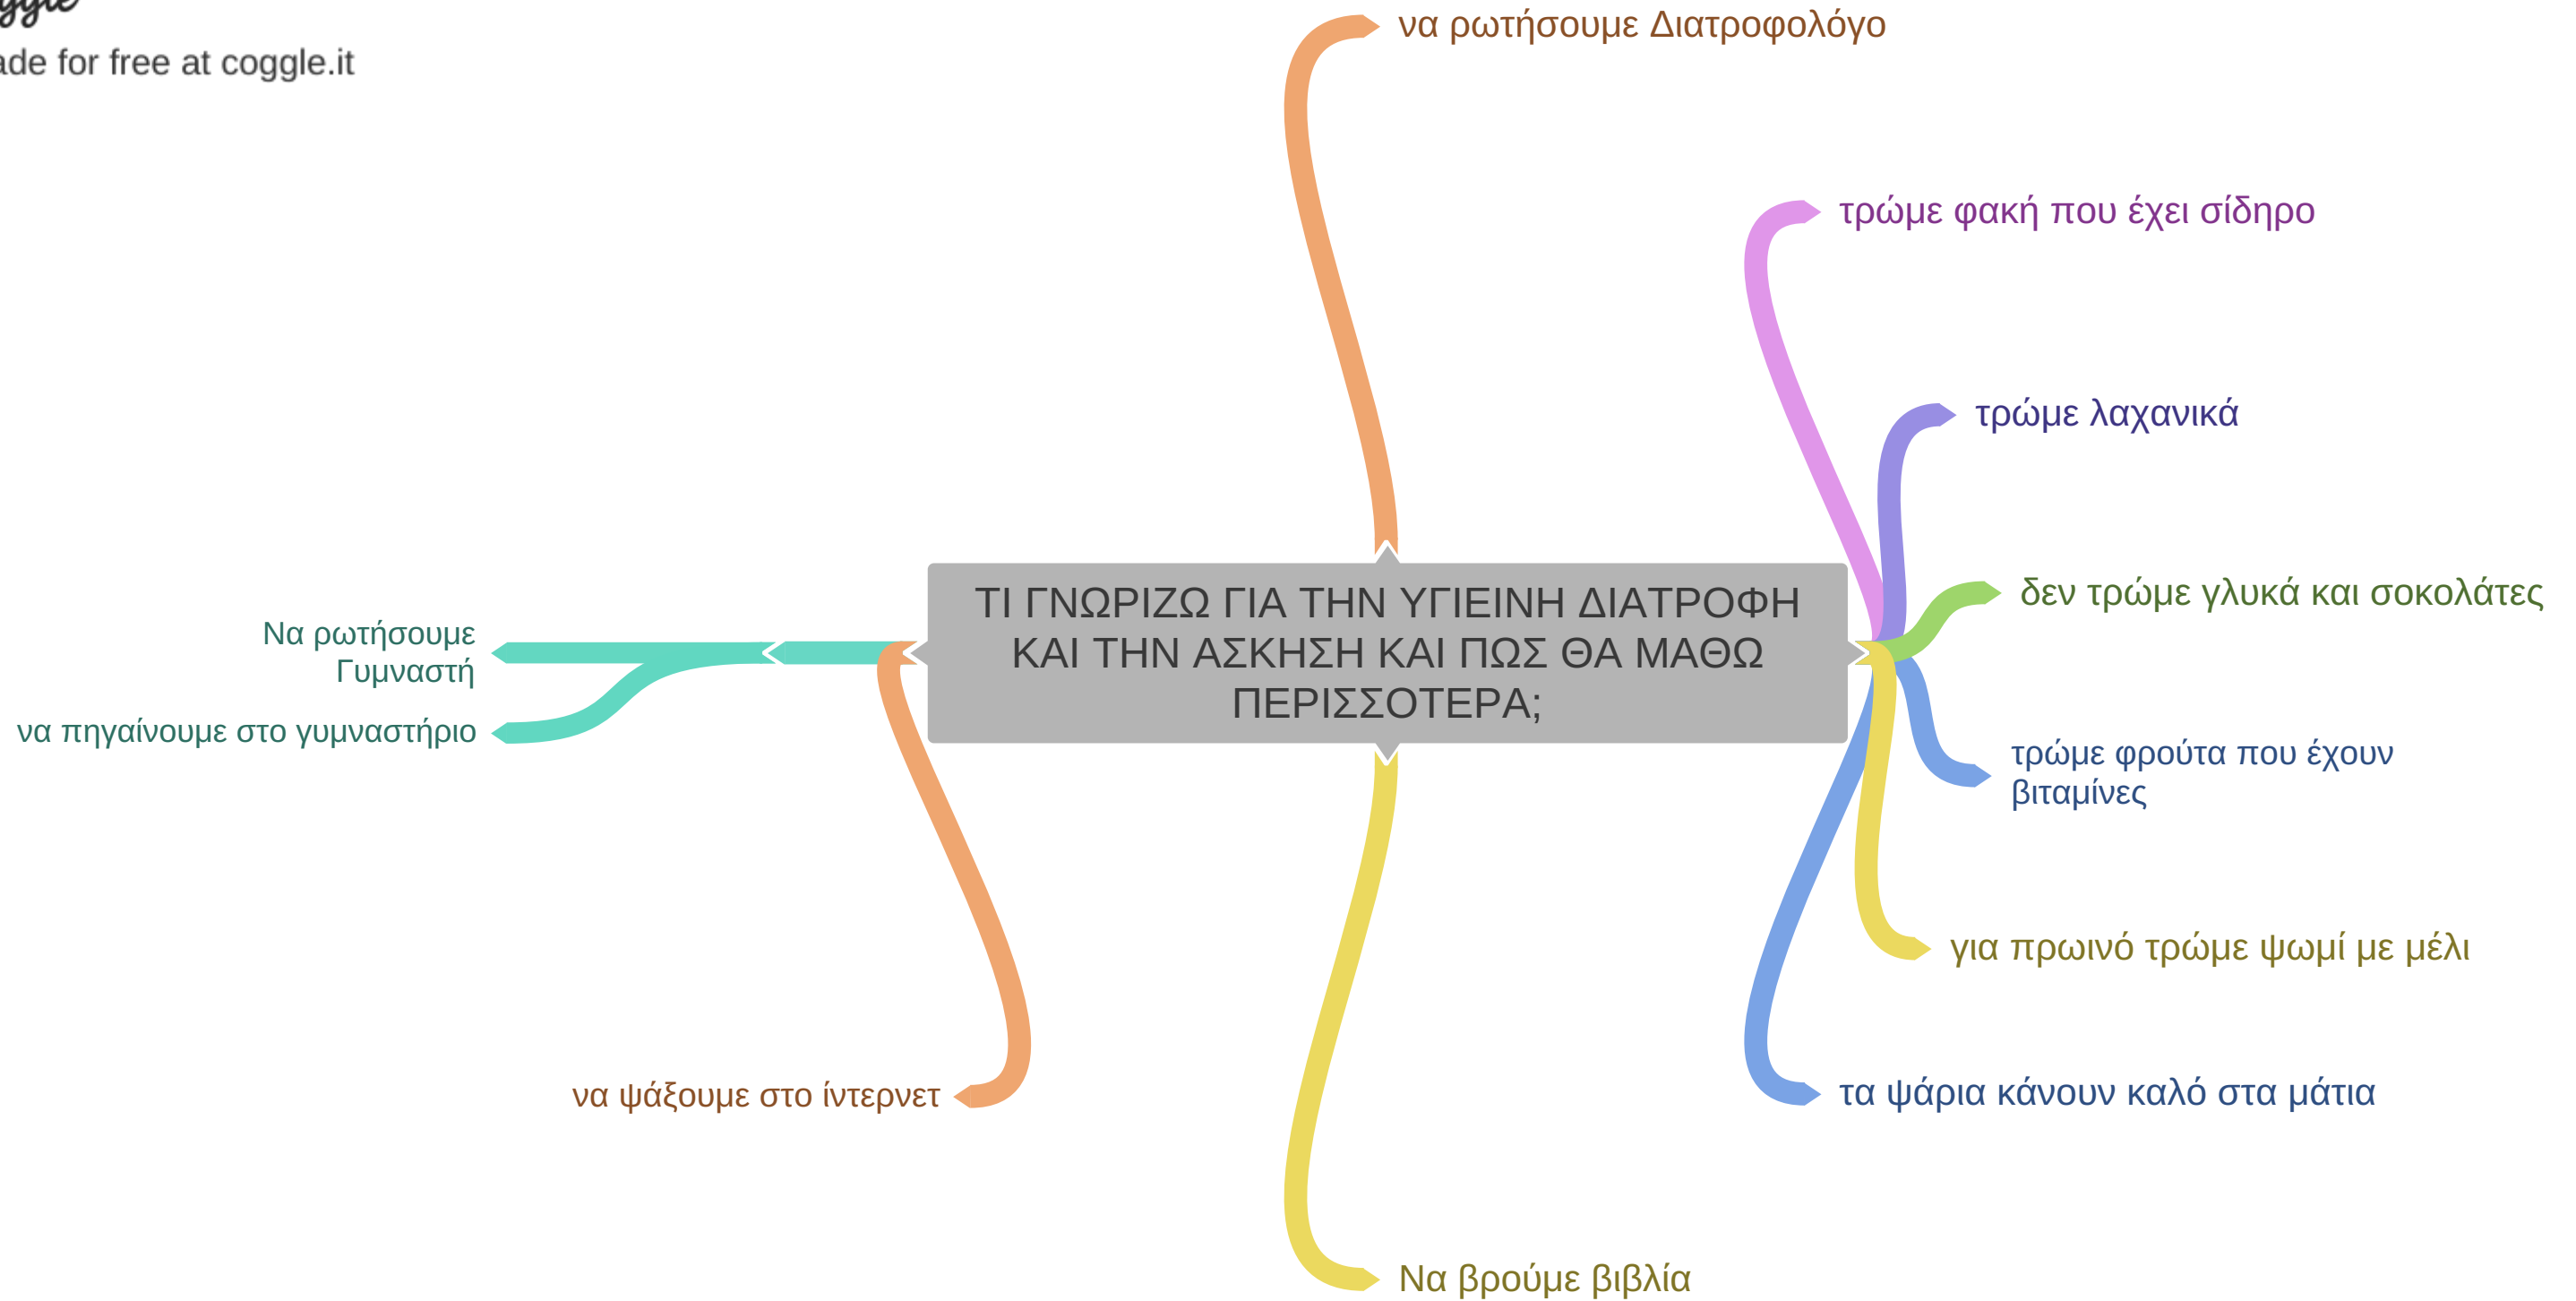 ade for free at coggle.it
να ρωτήσουμε Διατροφολόγο
τρώμε φακή που έχει σίδηρο
τρώμε λαχανικά
δεν τρώμε γλυκά και σοκολάτες
ΤΙ ΓΝΩΡΙΖΩ ΓΙΑ ΤΗΝ ΥΓΙΕΙΝΗ ΔΙΑΤΡΟΦΗ
ΚΑΙ ΤΗΝ ΑΣΚΗΣΗ ΚΑΙ ΠΩΣ ΘΑ ΜΑΘΩ
ΠΕΡΙΣΣΟΤΕΡΑ;
Να ρωτήσουμε
Γυμναστή
να πηγαίνουμε στο γυμναστήριο
τρώμε φρούτα που έχουν
βιταμίνες
για πρωινό τρώμε ψωμί με μέλι
να ψάξουμε στο ίντερνετ
τα ψάρια κάνουν καλό στα μάτια
Να βρούμε βιβλία